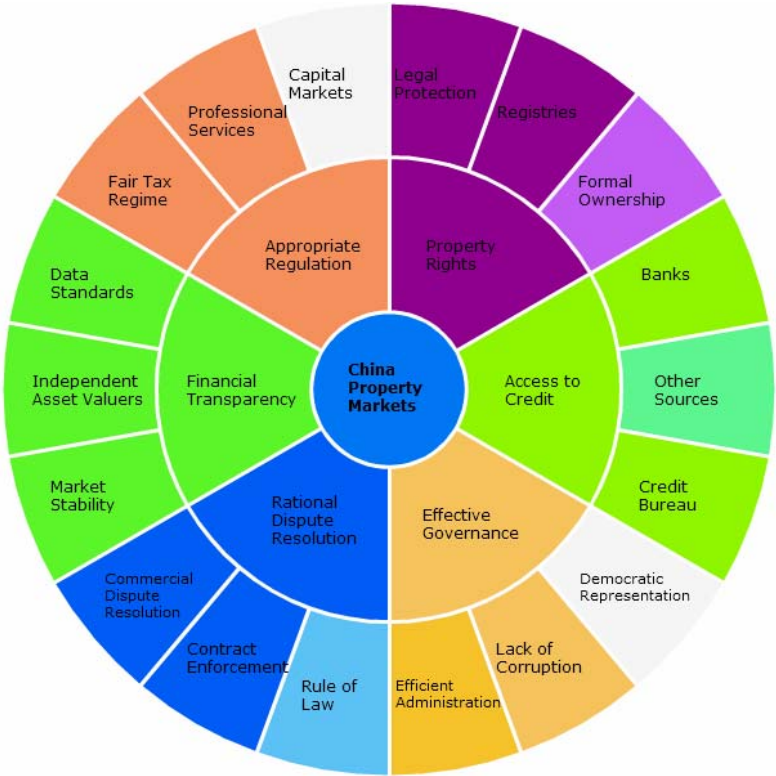 Capital
Markets
Legal
Protection
Professional
Services
Registries
Fair Tax
Regime
Formal
Ownership
Appropriate
Regulation
Property
Rights
Data
Standards
Banks
Independent
Asset Valuers
Financial
Transparency
China
Property
Markets
Access to
Credit
Other
Sources
Market
Stability
Credit
Bureau
Rational
Dispute
Resolution
Effective
Governance
Commercial
Dispute
Resolution
Democratic
Representation
Contract
Enforcement
Lack of
Corruption
Rule of
Law
Efficient
Administration